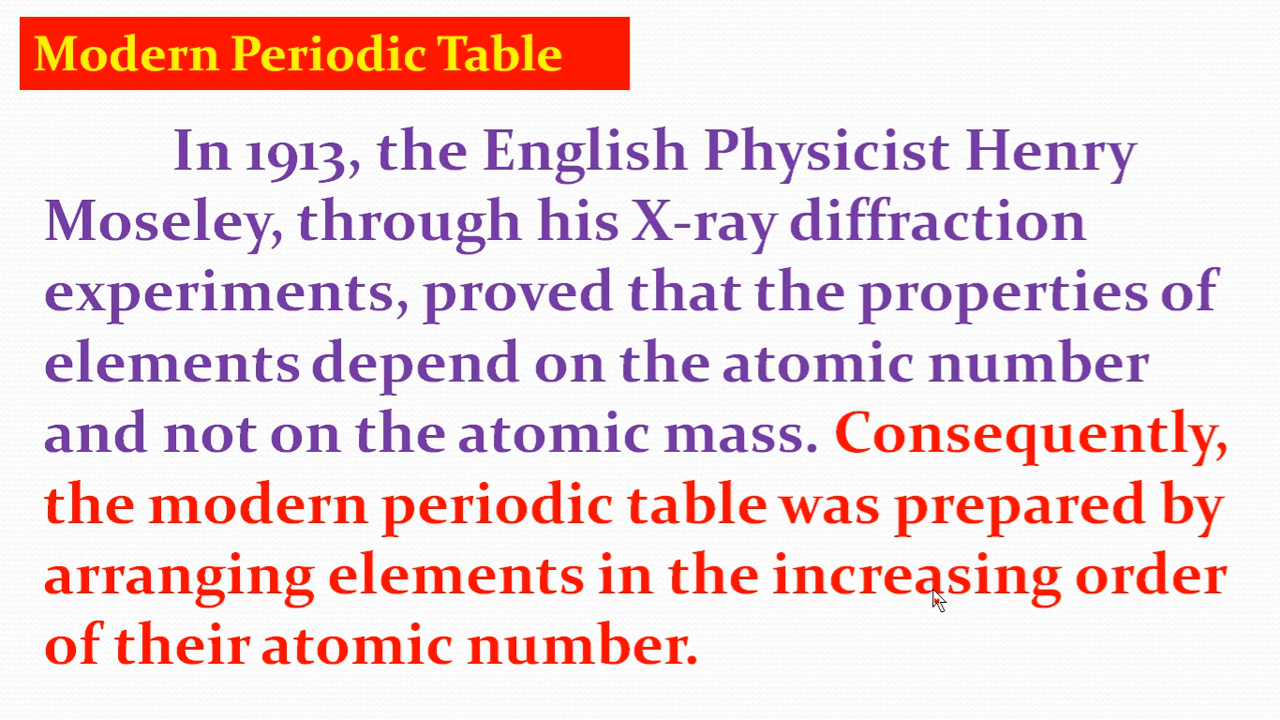 Modern Periodic Table
In 1913, the English Physicist Henry
Moseley, through his X-ray diffraction
experiments, proved that the properties of
elements depend on the atomic number
and not on the atomic mass. Consequently,
the modern periodic table was prepared by
arranging elements in the increasing order
of their atomic number.